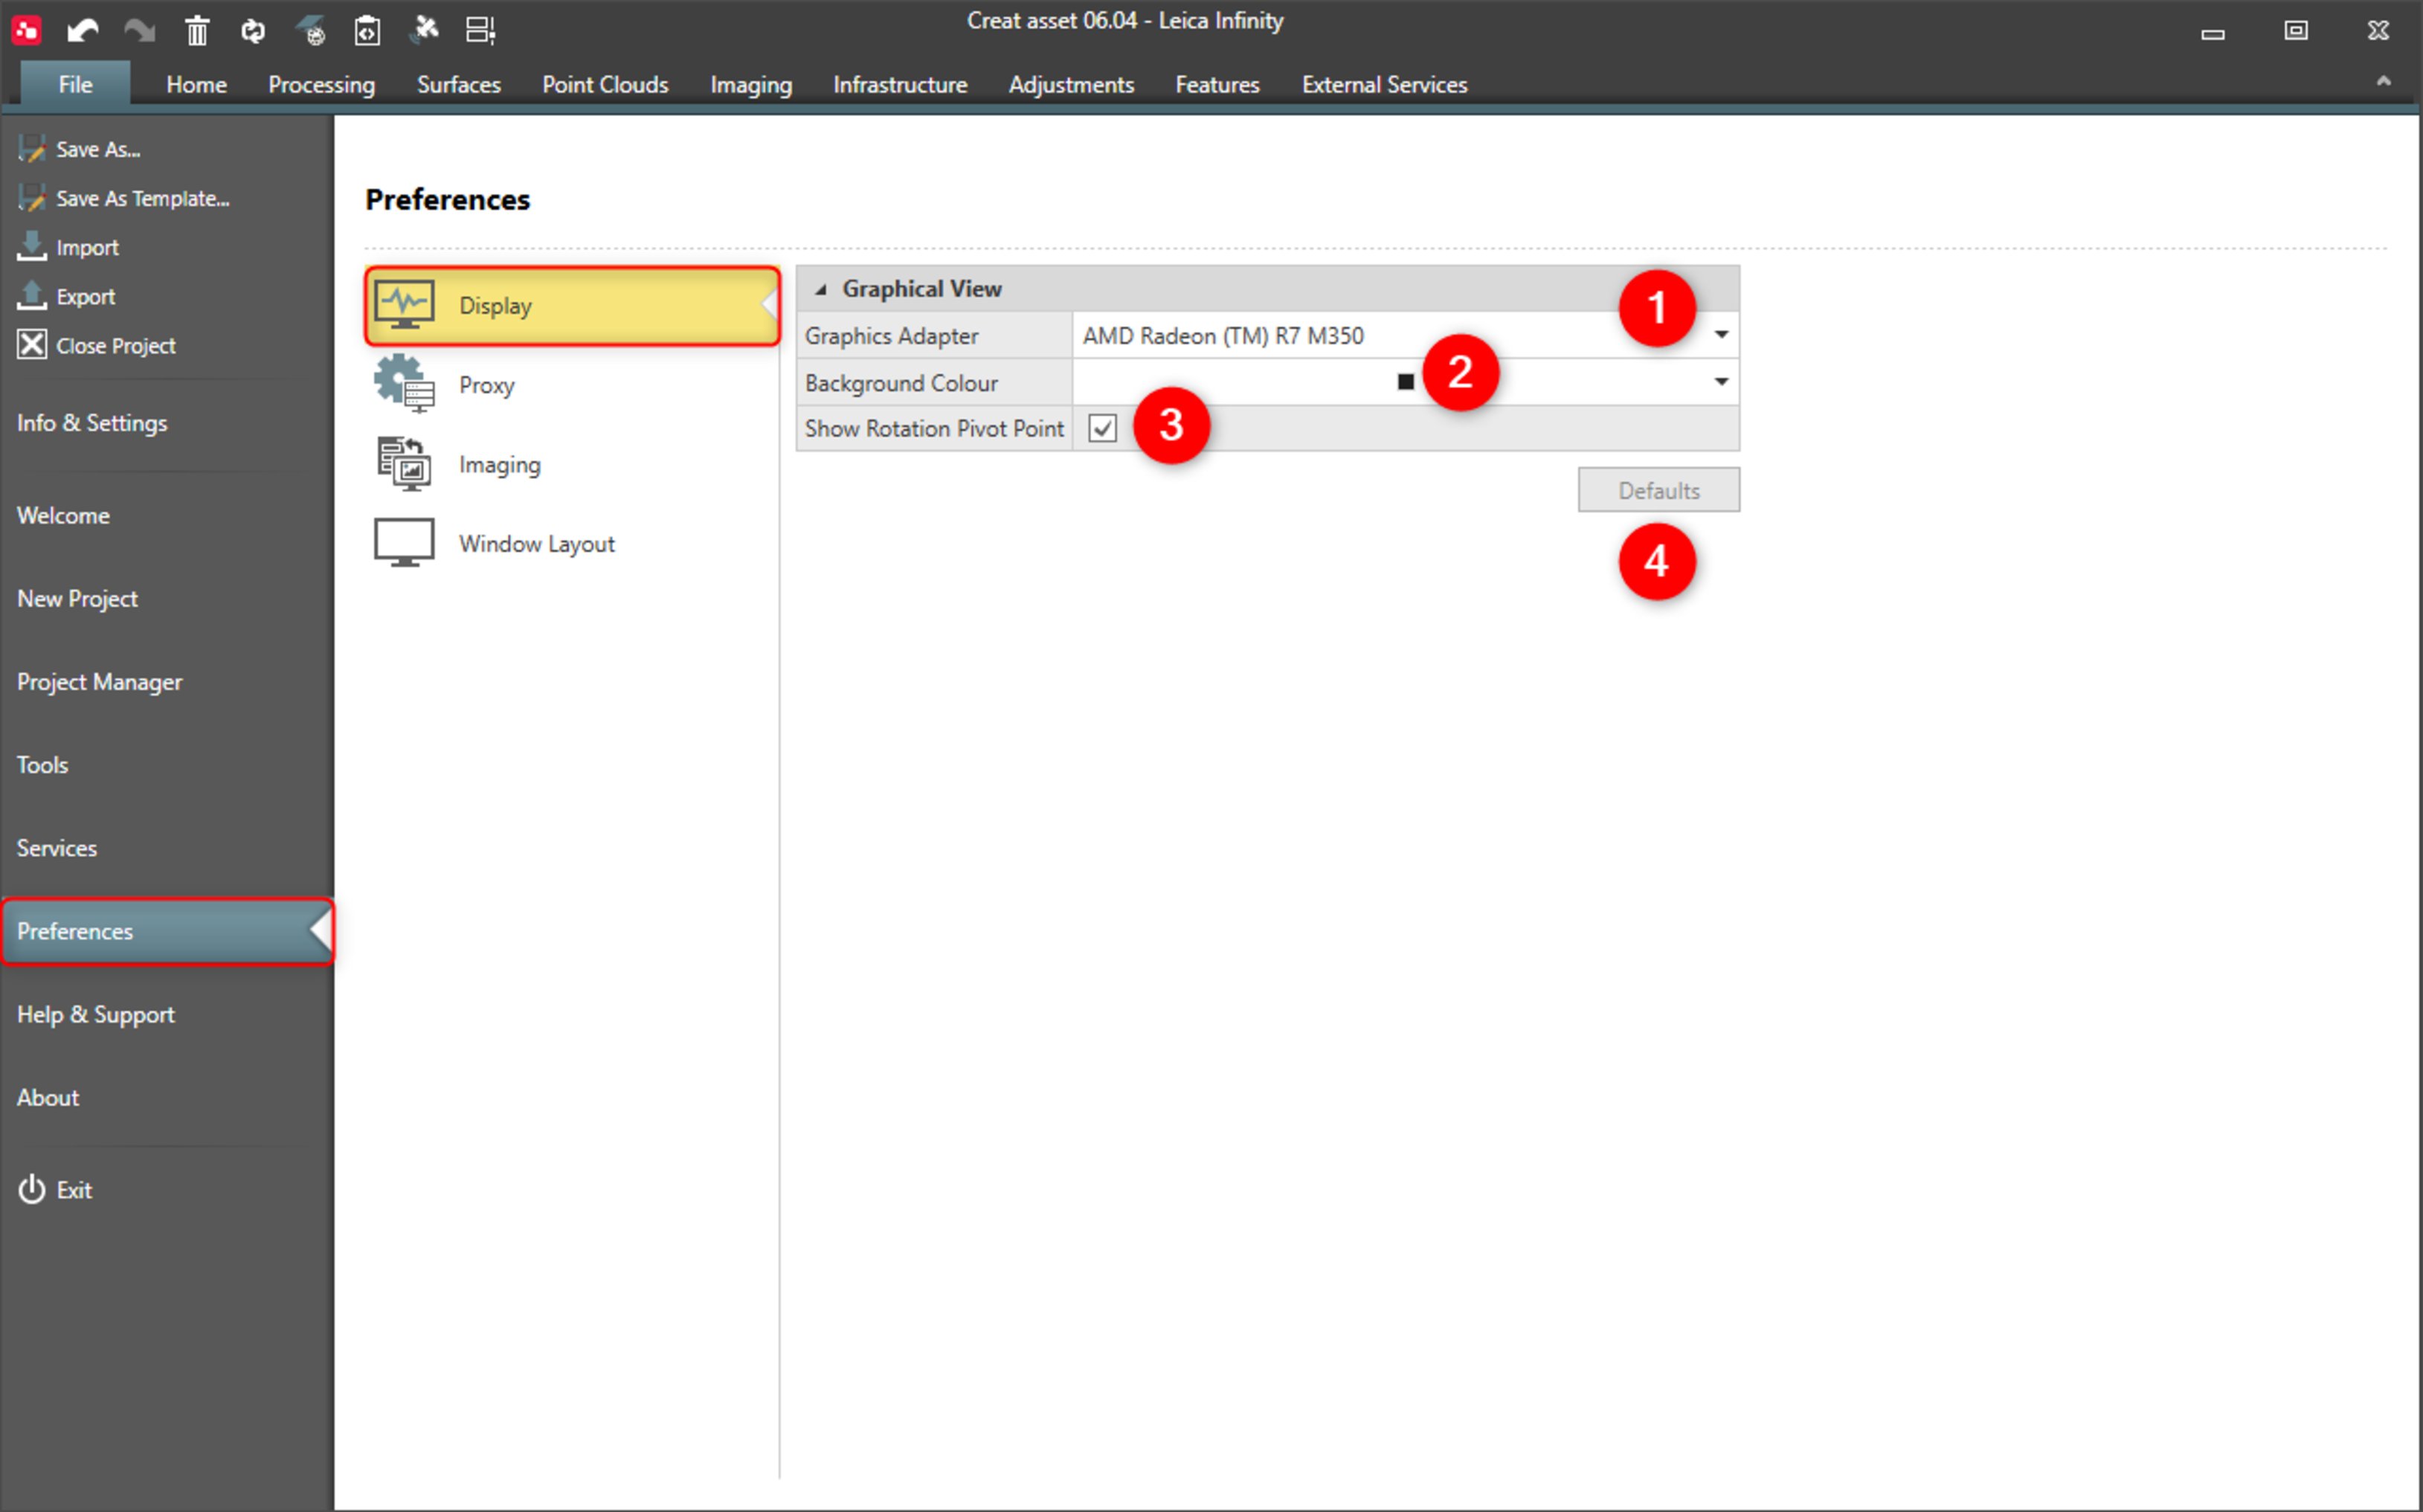 Creat asset 06.04 - Leica Infinity
File Home Processing Surfaces Point Clouds Imaging Infrastructure Adjustments Features External Services
Save As...
Save As Template...
Import
Export
Close Project
Info & Settings
Welcome
New Project
Project Manager
Tools
Services
Preferences
Help & Support
About
Exit
Preferences
Display
Proxy
Imaging
Window Layout
Graphical View
1
Graphics Adapter AMD Radeon (TM) R7 M350
Background Colour
2
Show Rotation Pivot Point
3
Defaults
4